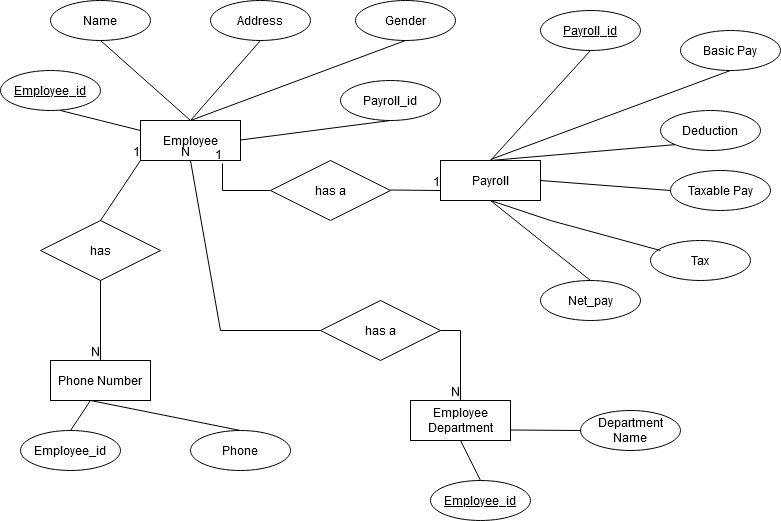 Name
Address
Gender
Payroll_id
Basic Pay
Employee_id
Payroll_id
Deduction
Employee
1
N
1
has a
1
Payroll
Taxable Pay
has
Tax
Net_pay
has a
N
Phone Number
N
Employee
Department
Department
Name
Employee_id
Phone
Employee_id